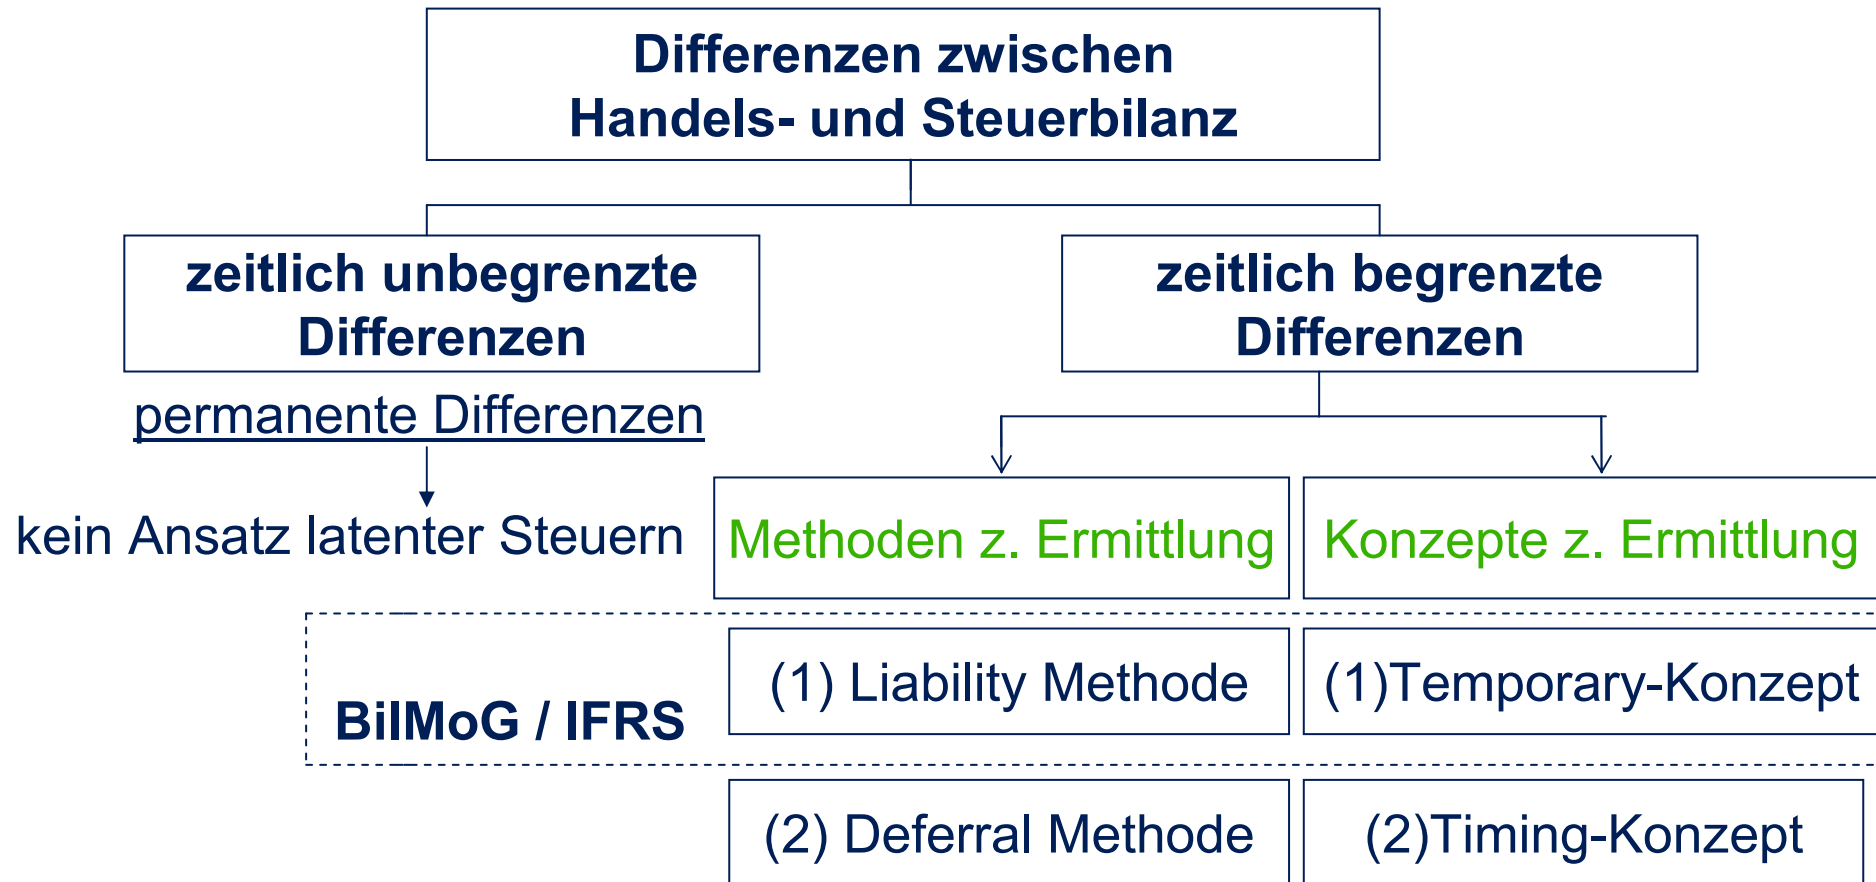 Differenzen zwischen
Handels- und Steuerbilanz
zeitlich unbegrenzte
Differenzen
zeitlich begrenzte
Differenzen
permanente Differenzen
kein Ansatz latenter Steuern
Methoden z. Ermittlung
Konzepte z. Ermittlung
BilMoG / IFRS
(1) Liability Methode
(1)Temporary-Konzept
(2) Deferral Methode
(2)Timing-Konzept